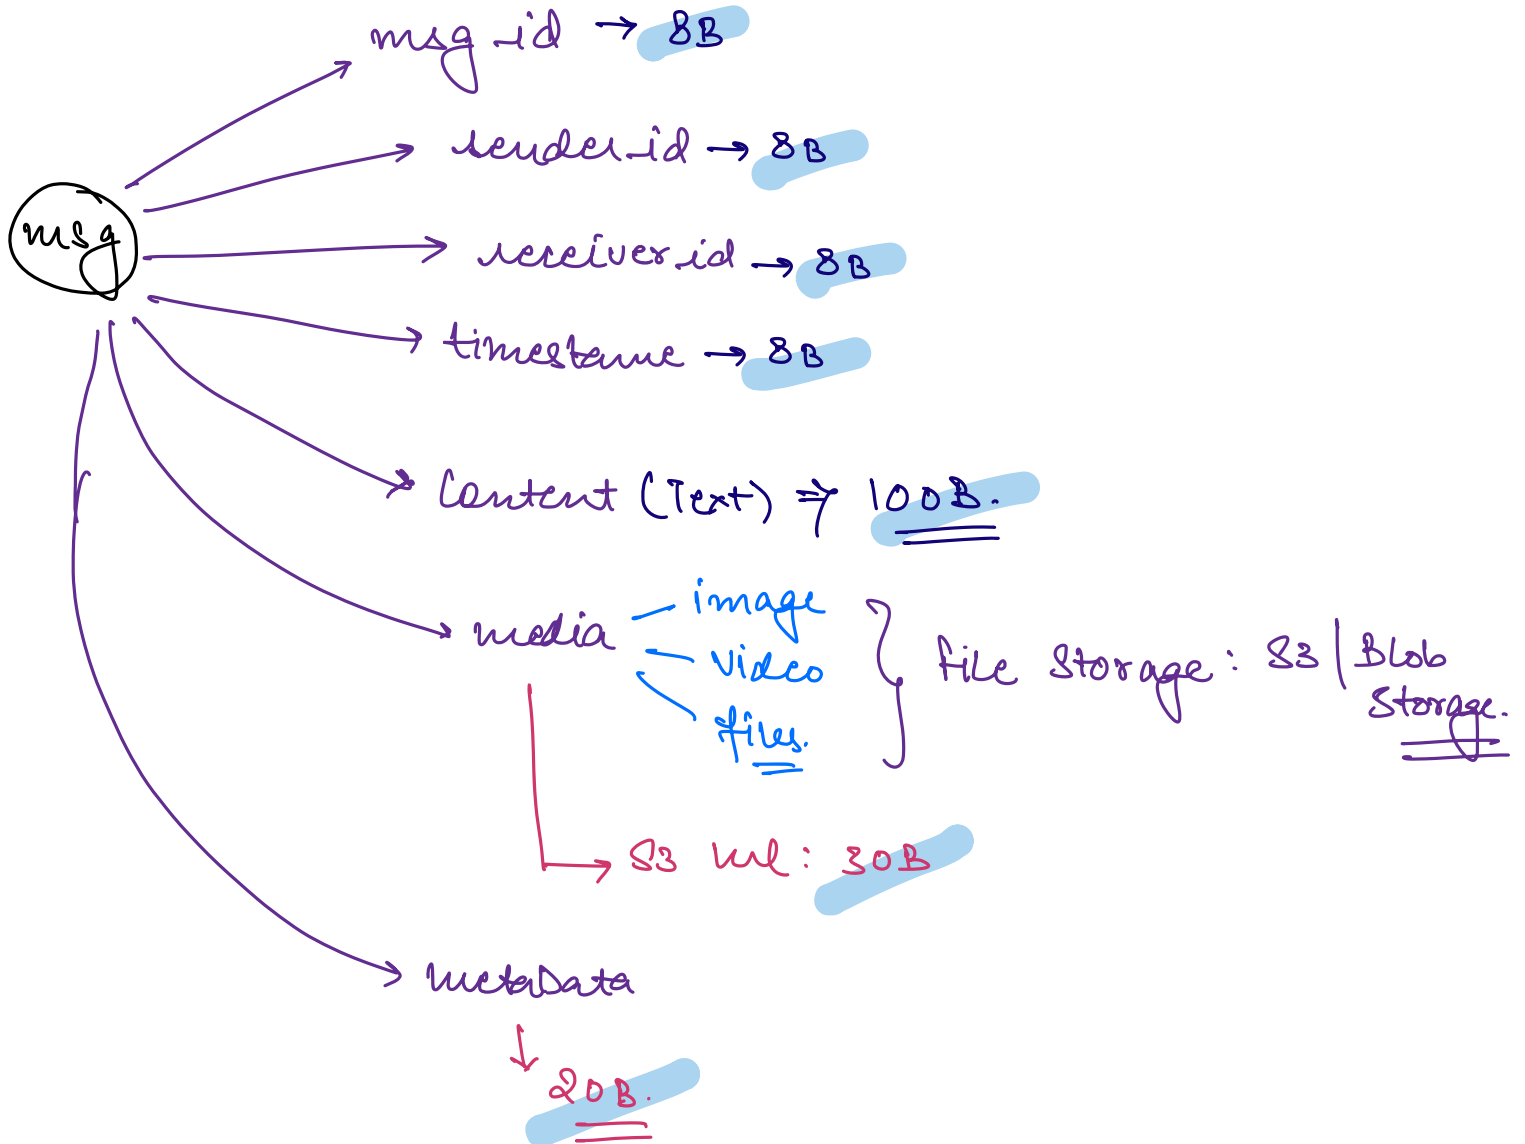 msg_id → 8B
sender_id → 8B
msg
receiver_id → 8B
timestame → 8B
Content (Text) ⇒ 100B.
image
media
video
files.
file storage: S3 | Blob
storage.
S3 url: 30B
metaData
20B.